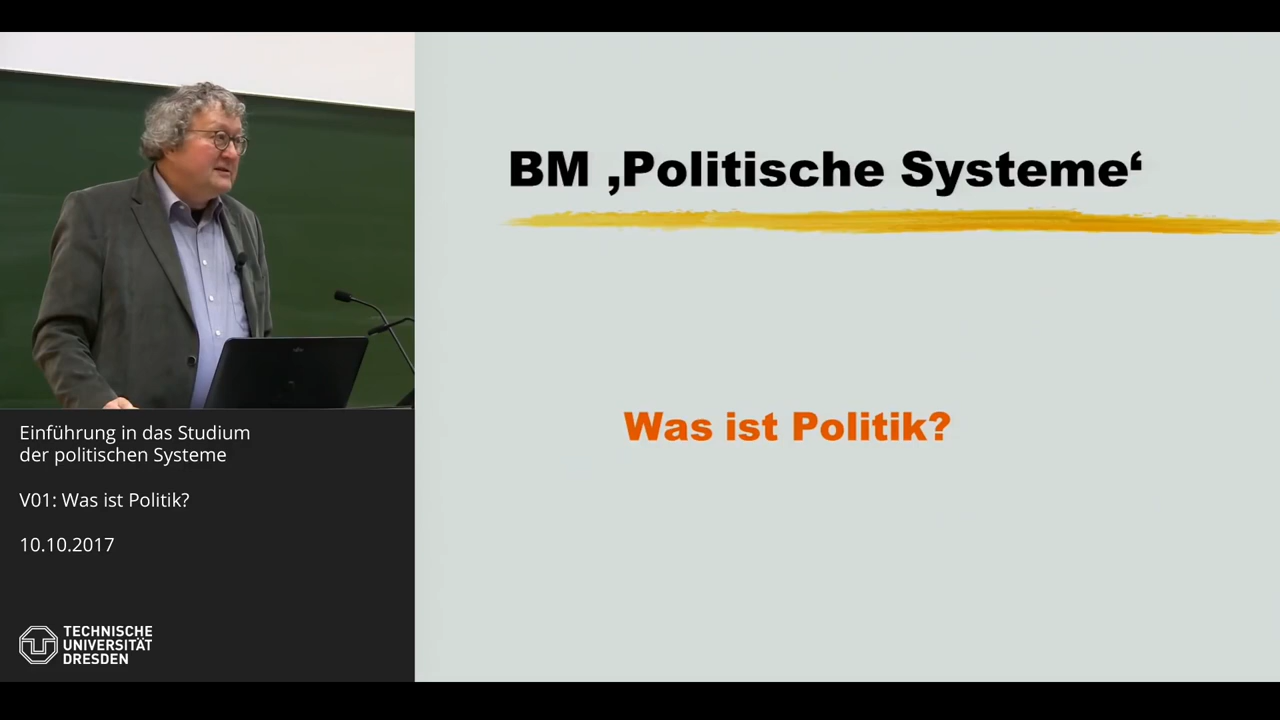 BM ‚Politische Systeme‘
Was ist Politik?
Einführung in das Studium
der politischen Systeme
V01: Was ist Politik?
10.10.2017
TECHNISCHE
UNIVERSITÄT
DRESDEN